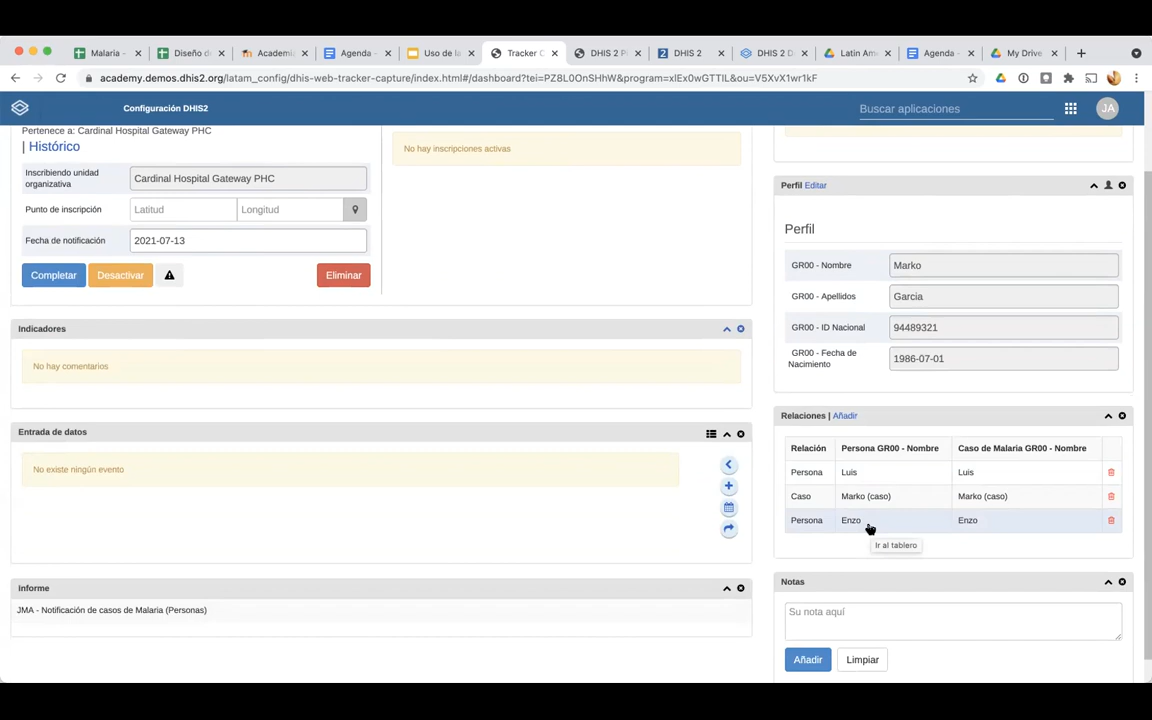 Malaria -
Diseño d
Academi
Agenda -
Uso de la
Tracker C
DHIS 2 P
DHIS 2
DHIS 2 D
Latin Am
Agenda -
My Drive
academy.demos.dhis2.org/latam_config/dhis-web-tracker-capture/index.html#/dashboard?tei=PZ8L0OnSHhW&program=xIEx0wGTTIL&ou=V5XvX1wr1kF
Configuración DHIS2
Buscar aplicaciones
JA
Pertenece a: Cardinal Hospital Gateway PHC
| Histórico
Inscribiendo unidad
organizativa
Cardinal Hospital Gateway PHC
Punto de inscripción
Latitud
Longitud
Fecha de notificación
2021-07-13
Completar
Desactivar
Eliminar
No hay inscripciones activas
Indicadores
No hay comentarios
Entrada de datos
No existe ningún evento
informe
JMA - Notificación de casos de Malaria (Personas)
Perfil Editar
Perfil
GR00 - Nombre
Marko
GR00 - Apellidos
Garcia
GR00 - ID Nacional
94489321
GR00 - Fecha de
Nacimiento
1986-07-01
Relaciones | Añadir
Relación Persona GR00 - Nombre Caso de Malaria GR00 - Nombre
Persona Luis Luis
Caso Marko (caso) Marko (caso)
Persona Enzo Enzo
Ir al tablero
Notas
Su nota aquí
Añadir
Limpiar